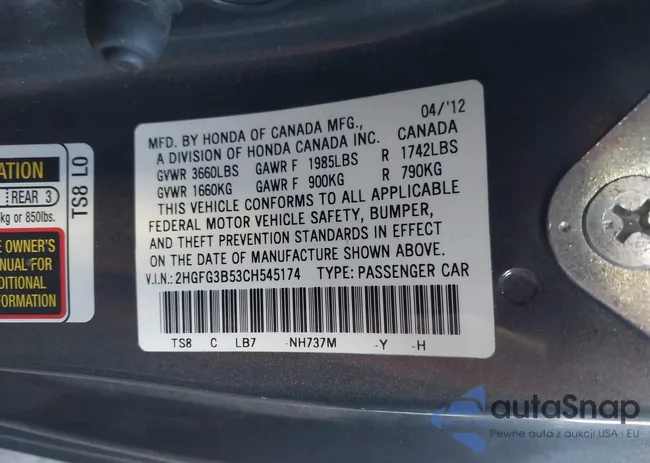 04/'12
MFD. BY HONDA OF CANADA MFG., CANADA
A DIVISION OF HONDA CANADA INC.
GVWR 3660LBS GAWR F 1985LBS R 1742LBS
GVWR 1660KG GAWR F 900KG R 790KG
THIS VEHICLE CONFORMS TO ALL APPLICABLE
FEDERAL MOTOR VEHICLE SAFETY, BUMPER,
AND THEFT PREVENTION STANDARDS IN EFFECT
ON THE DATE OF MANUFACTURE SHOWN ABOVE.
V.I.N.: 2HGFG3B53CH545174 TYPE: PASSENGER CAR
TS8 C LB7 -NH737M -Y -H
ATION
REAR 3
kg or 850lbs.
E OWNER'S
ANUAL FOR
DITIONAL
FORMATION
TS8 L0
autoSnap
Pewne auta z aukcji USA i EU